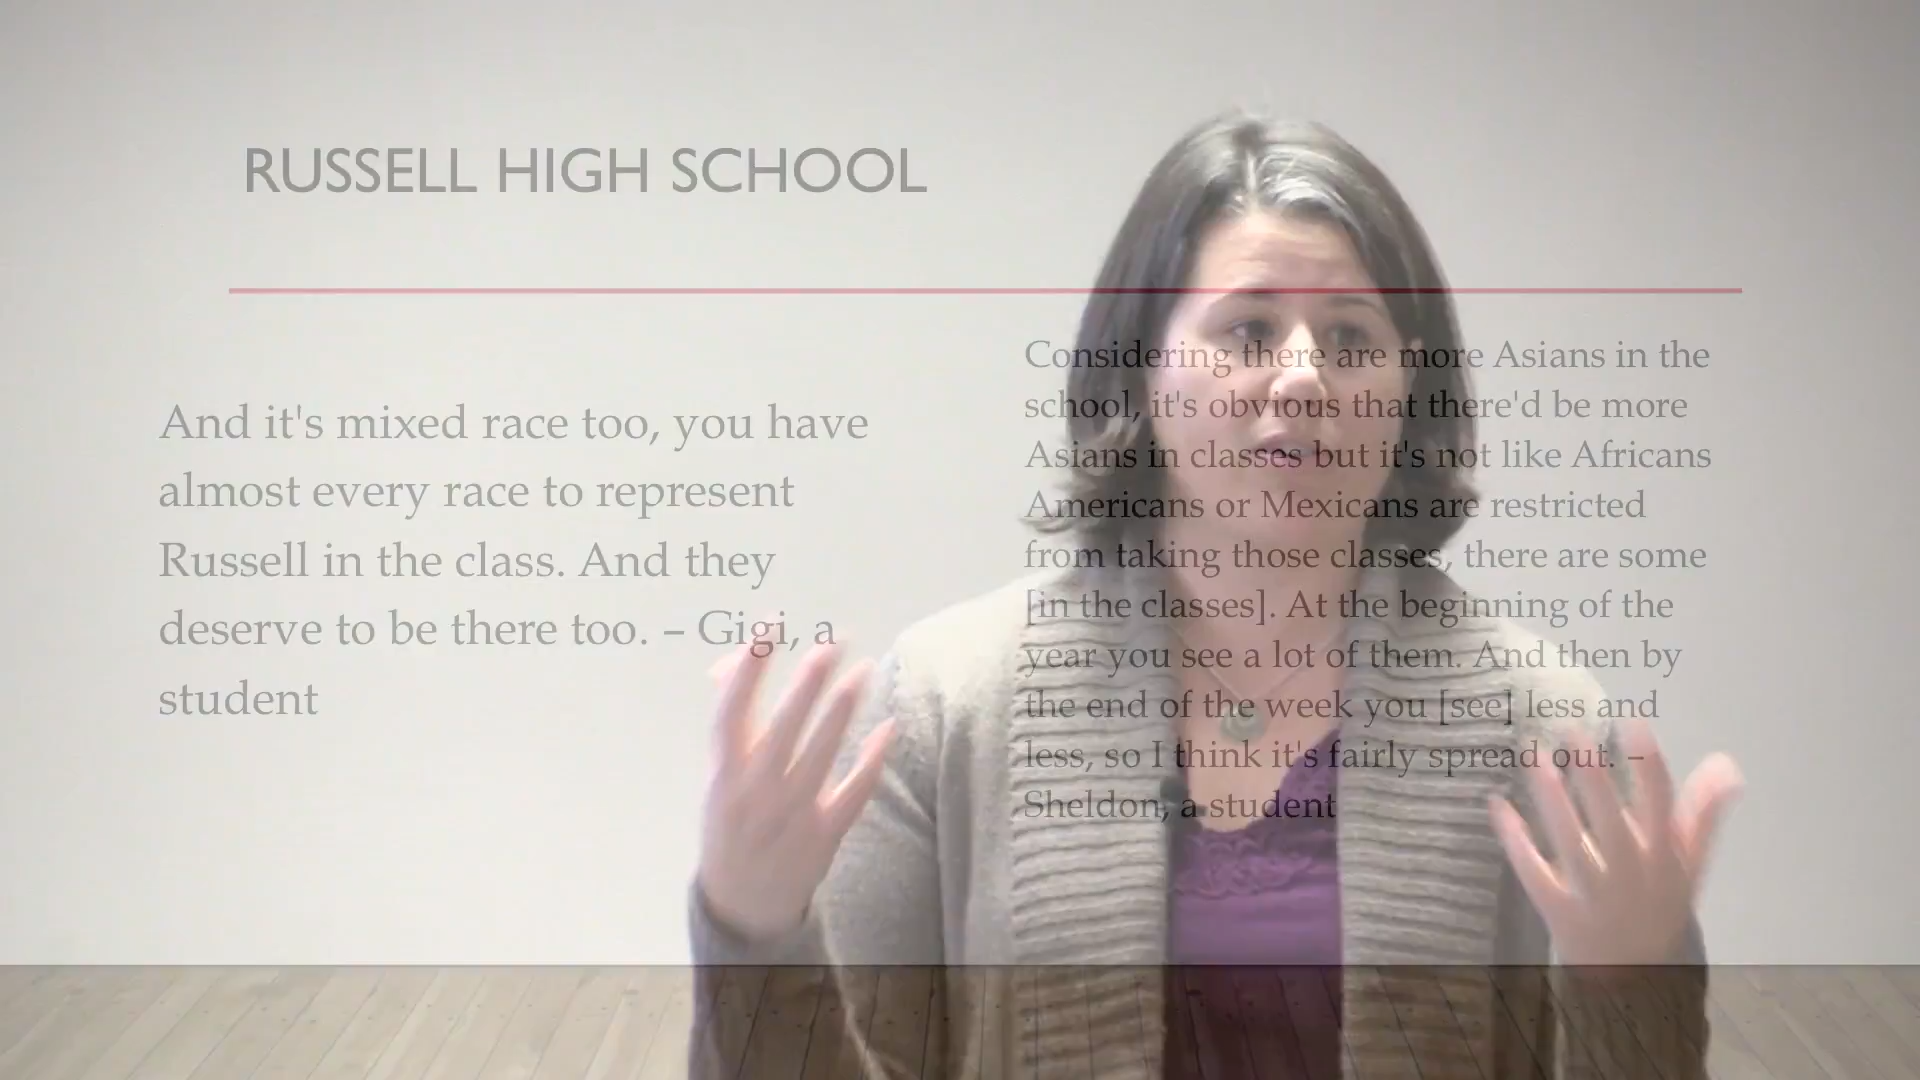 RUSSELL HIGH SCHOOL
And it's mixed race too, you have
almost every race to represent
Russell in the class. And they
deserve to be there too. – Gigi, a
student
Considering there are more Asians in the
school, it's obvious that there'd be more
Asians in classes but it's not like Africans
Americans or Mexicans are restricted
from taking those classes, there are some
[in the classes]. At the beginning of the
year you see a lot of them. And then by
the end of the week you [see] less and
less, so I think it's fairly spread out. –
Sheldon, a student